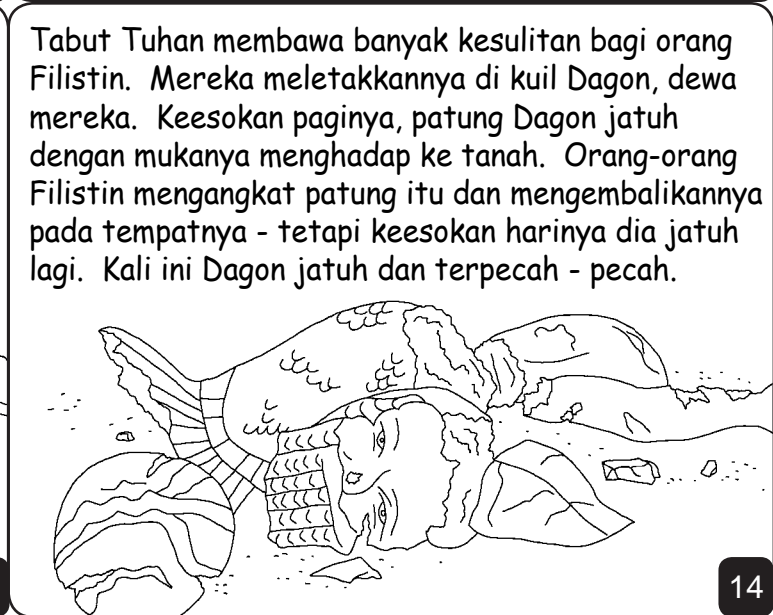 Tabut Tuhan membawa banyak kesulitan bagi orang
Filistin. Mereka meletakkannya di kuil Dagon, dewa
mereka. Keesokan paginya, patung Dagon jatuh
dengan mukanya menghadap ke tanah. Orang-orang
Filistin mengangkat patung itu dan mengembalikannya
pada tempatnya - tetapi keesokan harinya dia jatuh
lagi. Kali ini Dagon jatuh dan terpecah - pecah.
14